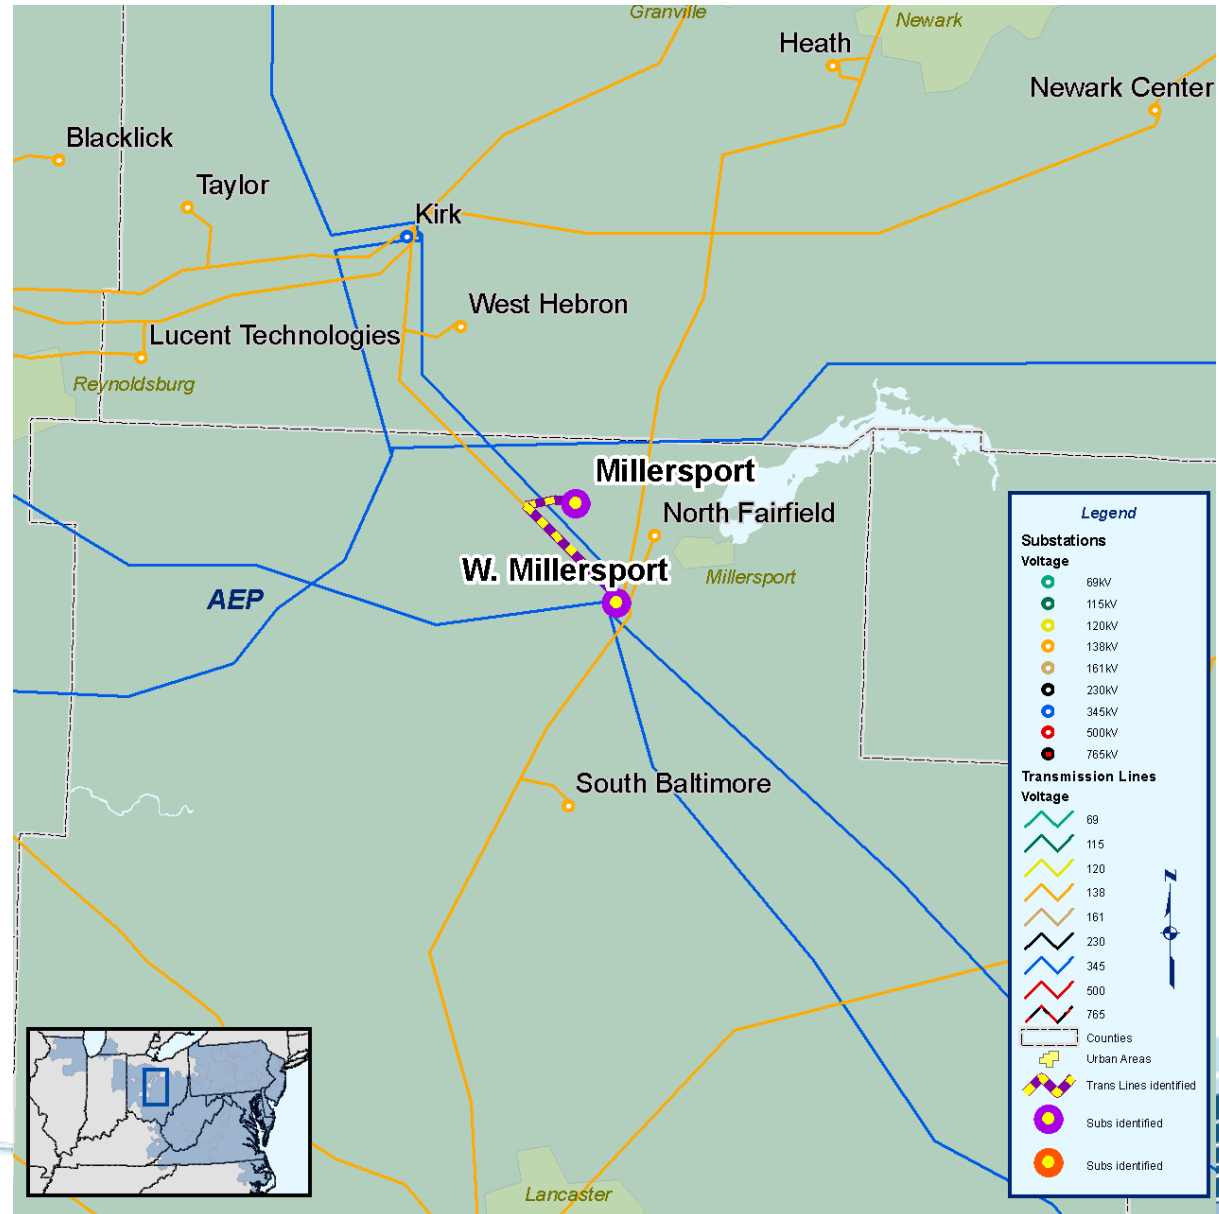 Granville
Newark
Heath
Newark Center
Blacklick
Taylor
Kirk
West Hebron
Lucent Technologies
Reynoldsburg
Millersport
North Fairfield
W. Millersport
Millersport
AEP
South Baltimore
Lancaster
Legend
Substations
Voltage
69kV
115kV
120kV
138kV
161kV
230kV
345kV
500kV
765kV
Transmission Lines
Voltage
69
115
120
138
161
230
345
500
765
Counties
Urban Areas
Trans Lines identified
Subs identified
Subs identified
N